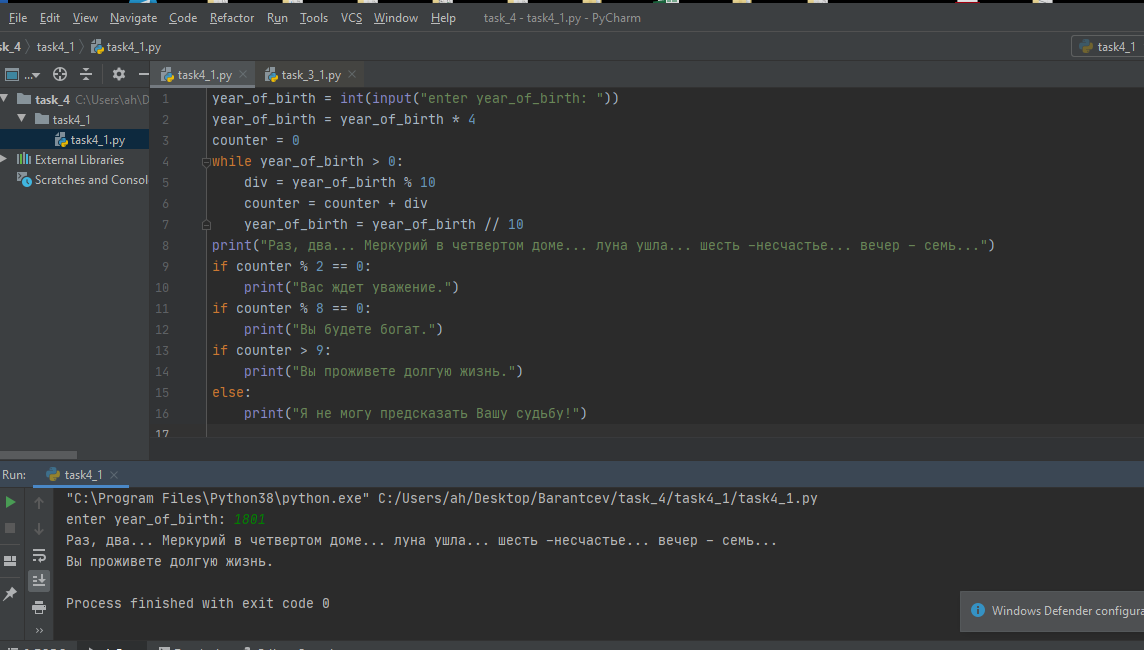 File Edit View Navigate Code Refactor Run Tools VCS Window Help task_4 - task4_1.py - PyCharm
sk_4 task4_1 task4_1.py task4_1
... task4_1.py task_3_1.py
task_4 C:\Users\ah\D
task4_1
task4_1.py
External Libraries
Scratches and Consol
1 year_of_birth = int(input("enter year_of_birth: "))
2 year_of_birth = year_of_birth * 4
3 counter = 0
4 while year_of_birth > 0:
5 div = year_of_birth % 10
6 counter = counter + div
7 year_of_birth = year_of_birth // 10
8 print("Раз, два... Меркурий в четвертом доме... луна ушла... шесть -несчастье... вечер - семь...")
9 if counter % 2 == 0:
10 print("Вас ждет уважение.")
11 if counter % 8 == 0:
12 print("Вы будете богат.")
13 if counter > 9:
14 print("Вы проживете долгую жизнь.")
15 else:
16 print("Я не могу предсказать Вашу судьбу!")
17
Run: task4_1
"C:\Program Files\Python38\python.exe" C:/Users/ah/Desktop/Barantcev/task_4/task4_1/task4_1.py
enter year_of_birth: 1801
Раз, два... Меркурий в четвертом доме... луна ушла... шесть -несчастье... вечер - семь...
Вы проживете долгую жизнь.
Process finished with exit code 0
Windows Defender configura